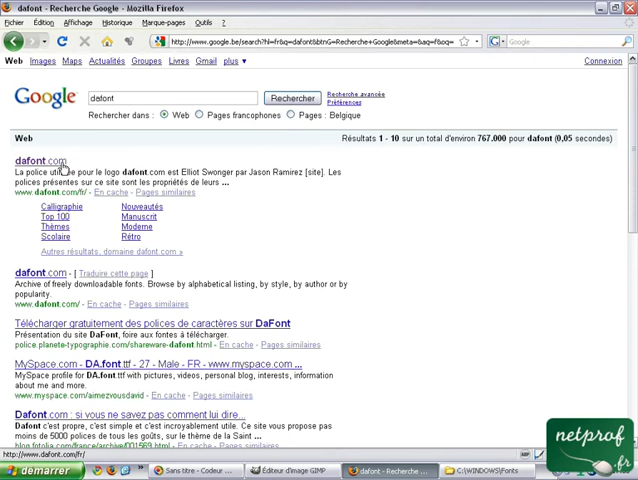 dafont - Recherche Google - Mozilla Firefox
Fichier Édition Affichage Historique Marque-pages Outils ?
http://www.google.be/search?hl=fr&q=dafont&btnG=Recherche+Google&meta=&aq=f&oq=
Google
Web Images Maps Actualités Groupes Livres Gmail plus ▼
Connexion
Google
dafont
Rechercher
Recherche avancée
Préférences
Rechercher dans : Web Pages francophones Pages : Belgique
Web
Résultats 1 - 10 sur un total d'environ 767.000 pour dafont (0,05 secondes)
dafont.com
La police utilisée pour le logo dafont.com est Elliot Swonger par Jason Ramirez [site]. Les
polices présentes sur ce site sont les propriétés de leurs ...
www.dafont.com/fr/ - En cache - Pages similaires
Calligraphie Nouveautés
Top 100 Manuscrit
Thèmes Moderne
Scolaire Rétro
Autres résultats, domaine dafont.com »
dafont.com - [ Traduire cette page ]
Archive of freely downloadable fonts. Browse by alphabetical listing, by style, by author or by
popularity.
www.dafont.com/ - En cache - Pages similaires
Télécharger gratuitement des polices de caractères sur DaFont
Présentation du site DaFont, foire aux fontes à télécharger.
police.planete-typographie.com/shareware-dafont.html - En cache - Pages similaires
MySpace.com - DA.font.ttf - 27 - Male - FR - www.myspace.com ...
MySpace profile for DA.font.ttf with pictures, videos, personal blog, interests, information
about me and more.
www.myspace.com/aimezvousdavid - En cache - Pages similaires
Dafont.com : si vous ne savez pas comment lui dire...
Dafont c'est propre, c'est simple et c'est incroyablement utile. Ce site vous propose pas
moins de 5000 polices de tous les goûts, sur le thème de la Saint ...
blog.fotolia.com/france/archive/001569.html - En cache - Pages similaires
http://www.dafont.com/fr/
démarrer
Sans titre - Codeur ...
Éditeur d'image GIMP
dafont - Recherche ...
C:\WINDOWS\Fonts
netprof
.fr